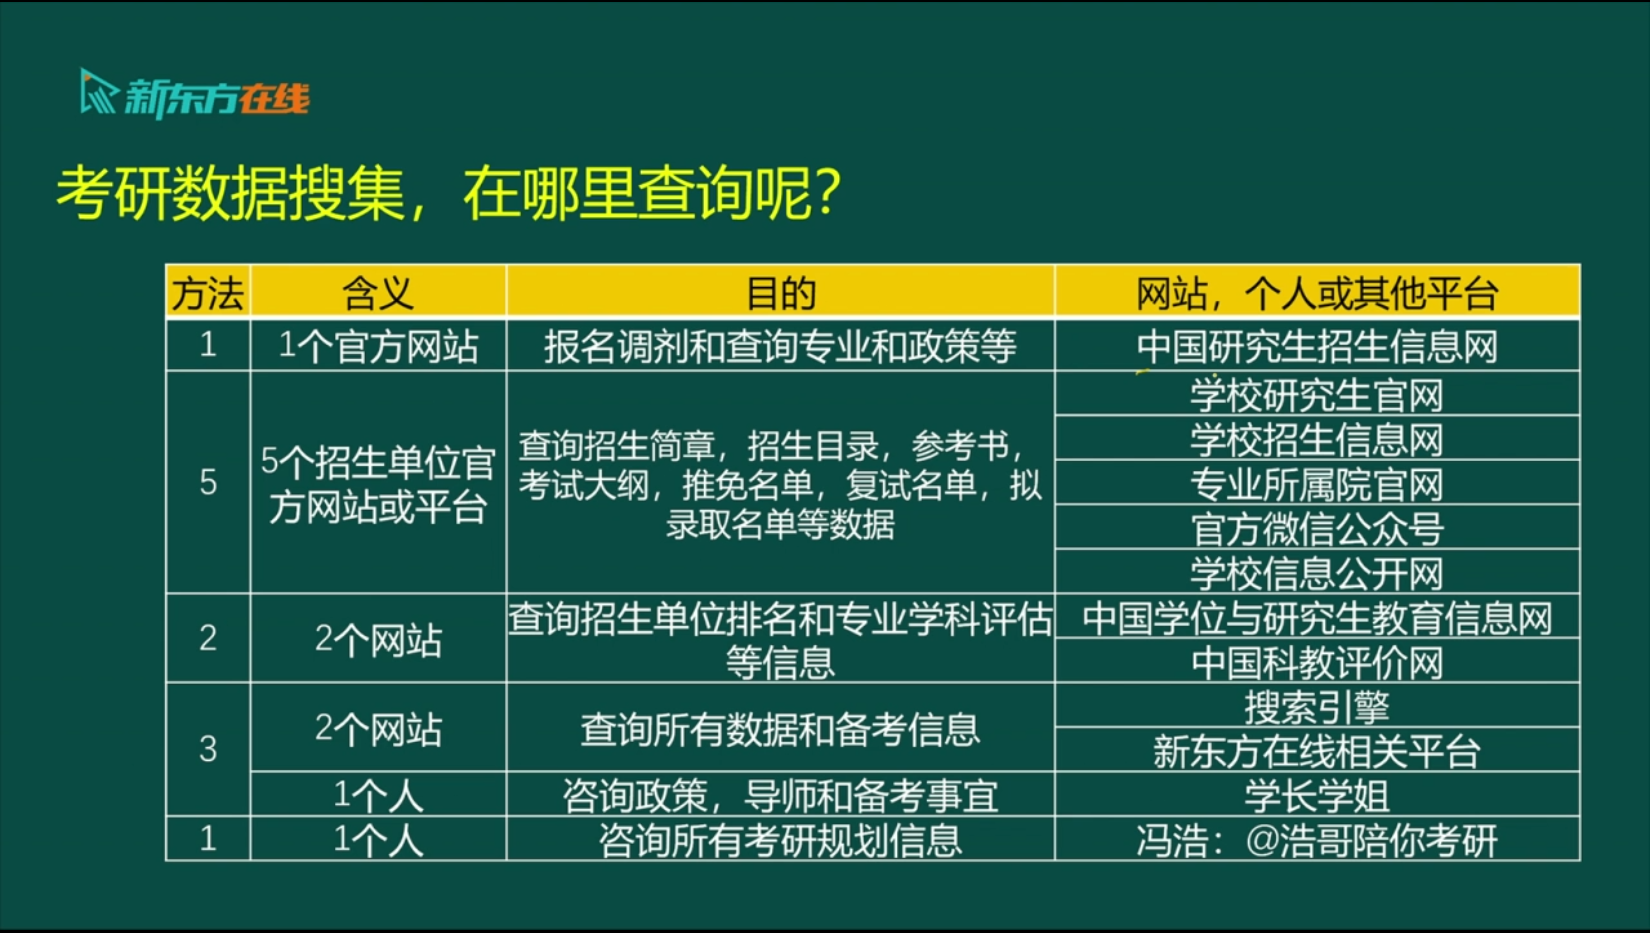 新东方在线
考研数据搜集，在哪里查询呢？
方法 含义 目的 网站，个人或其他平台
1 1个官方网站 报名调剂和查询专业和政策等 中国研究生招生信息网
5 5个招生单位官
方网站或平台
查询招生简章，招生目录，参考书，
考试大纲，推免名单，复试名单，拟
录取名单等数据
学校研究生官网
学校招生信息网
专业所属院官网
官方微信公众号
学校信息公开网
2 2个网站
查询招生单位排名和专业学科评估
等信息
中国学位与研究生教育信息网
中国科教评价网
3 2个网站 查询所有数据和备考信息
搜索引擎
新东方在线相关平台
1个人 咨询政策，导师和备考事宜 学长学姐
1 1个人 咨询所有考研规划信息 冯浩：@浩哥陪你考研